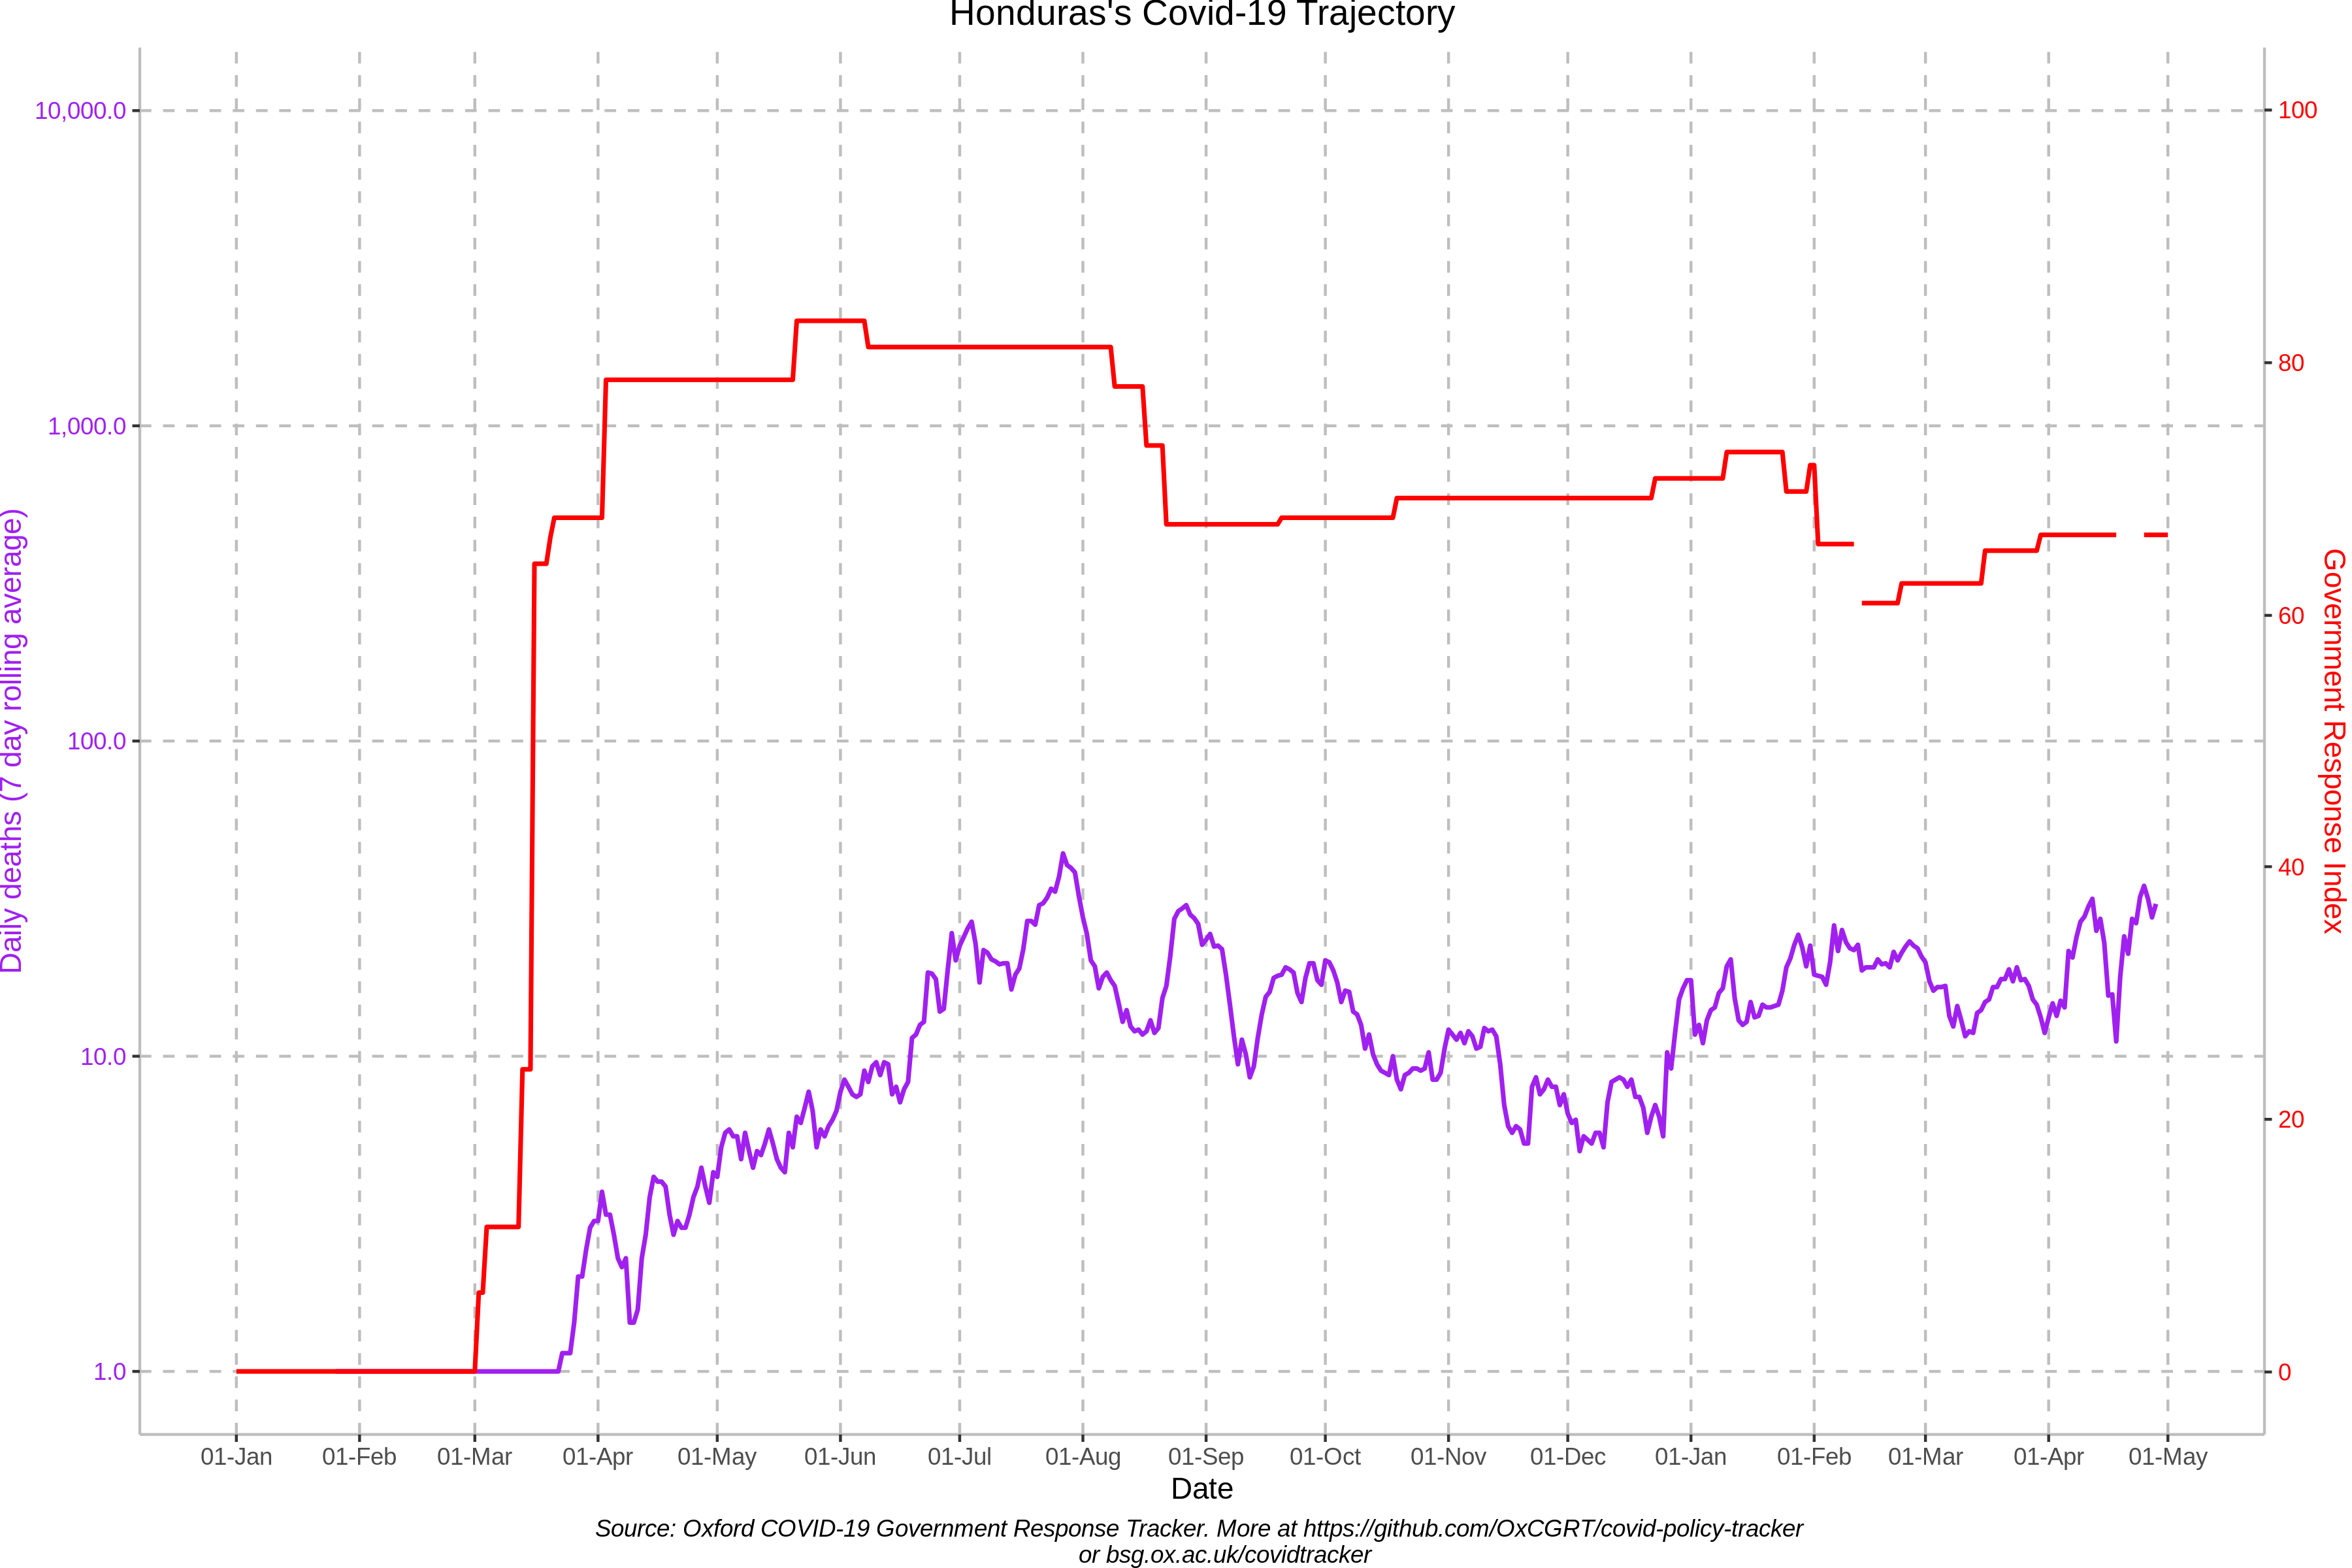 Honduras's Covid-19 Trajectory
10,000.0
1,000.0
100.0
10.0
1.0
Daily deaths (7 day rolling average)
100
80
60
40
20
0
Government Response Index
01-Jan 01-Feb 01-Mar 01-Apr 01-May 01-Jun 01-Jul 01-Aug 01-Sep 01-Oct 01-Nov 01-Dec 01-Jan 01-Feb 01-Mar 01-Apr 01-May
Date
Source: Oxford COVID-19 Government Response Tracker. More at https://github.com/OxCGRT/covid-policy-tracker
or bsg.ox.ac.uk/covidtracker